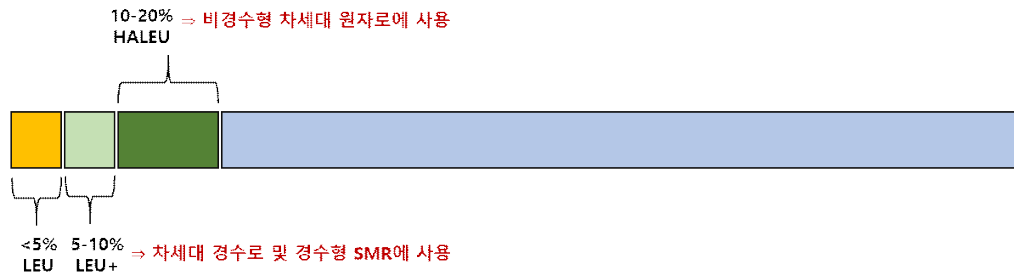 10-20% ⇒ 비경수형 차세대 원자로에 사용
HALEU
<5% 5-10% ⇒ 차세대 경수로 및 경수형 SMR에 사용
LEU LEU+